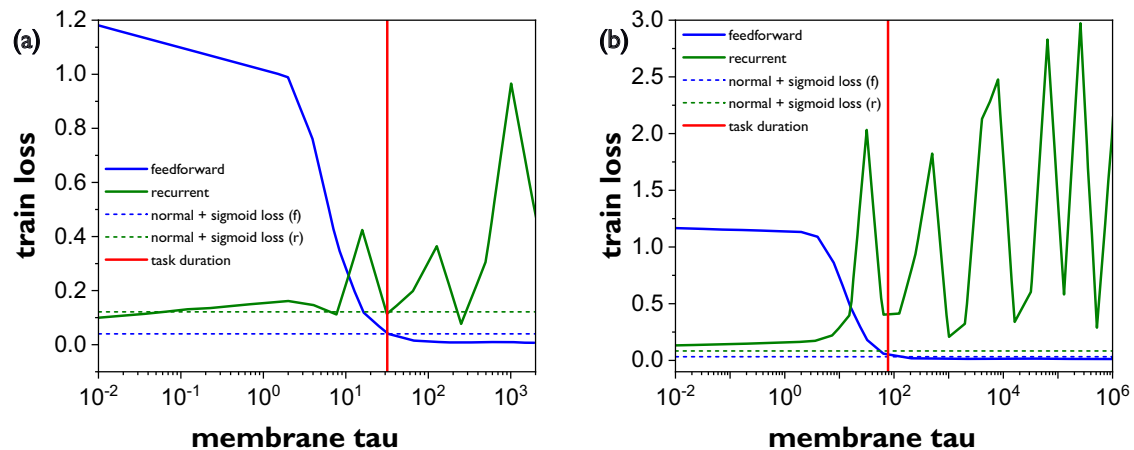 (a)
train loss
1.2
1.0
0.8
0.6
0.4
0.2
0.0
feedforward
recurrent
normal + sigmoid loss (f)
normal + sigmoid loss (r)
task duration
10⁻² 10⁻¹ 10⁰ 10¹ 10² 10³
membrane tau
(b)
train loss
3.0
2.5
2.0
1.5
1.0
0.5
0.0
feedforward
recurrent
normal + sigmoid loss (f)
normal + sigmoid loss (r)
task duration
10⁻² 10⁰ 10² 10⁴ 10⁶
membrane tau